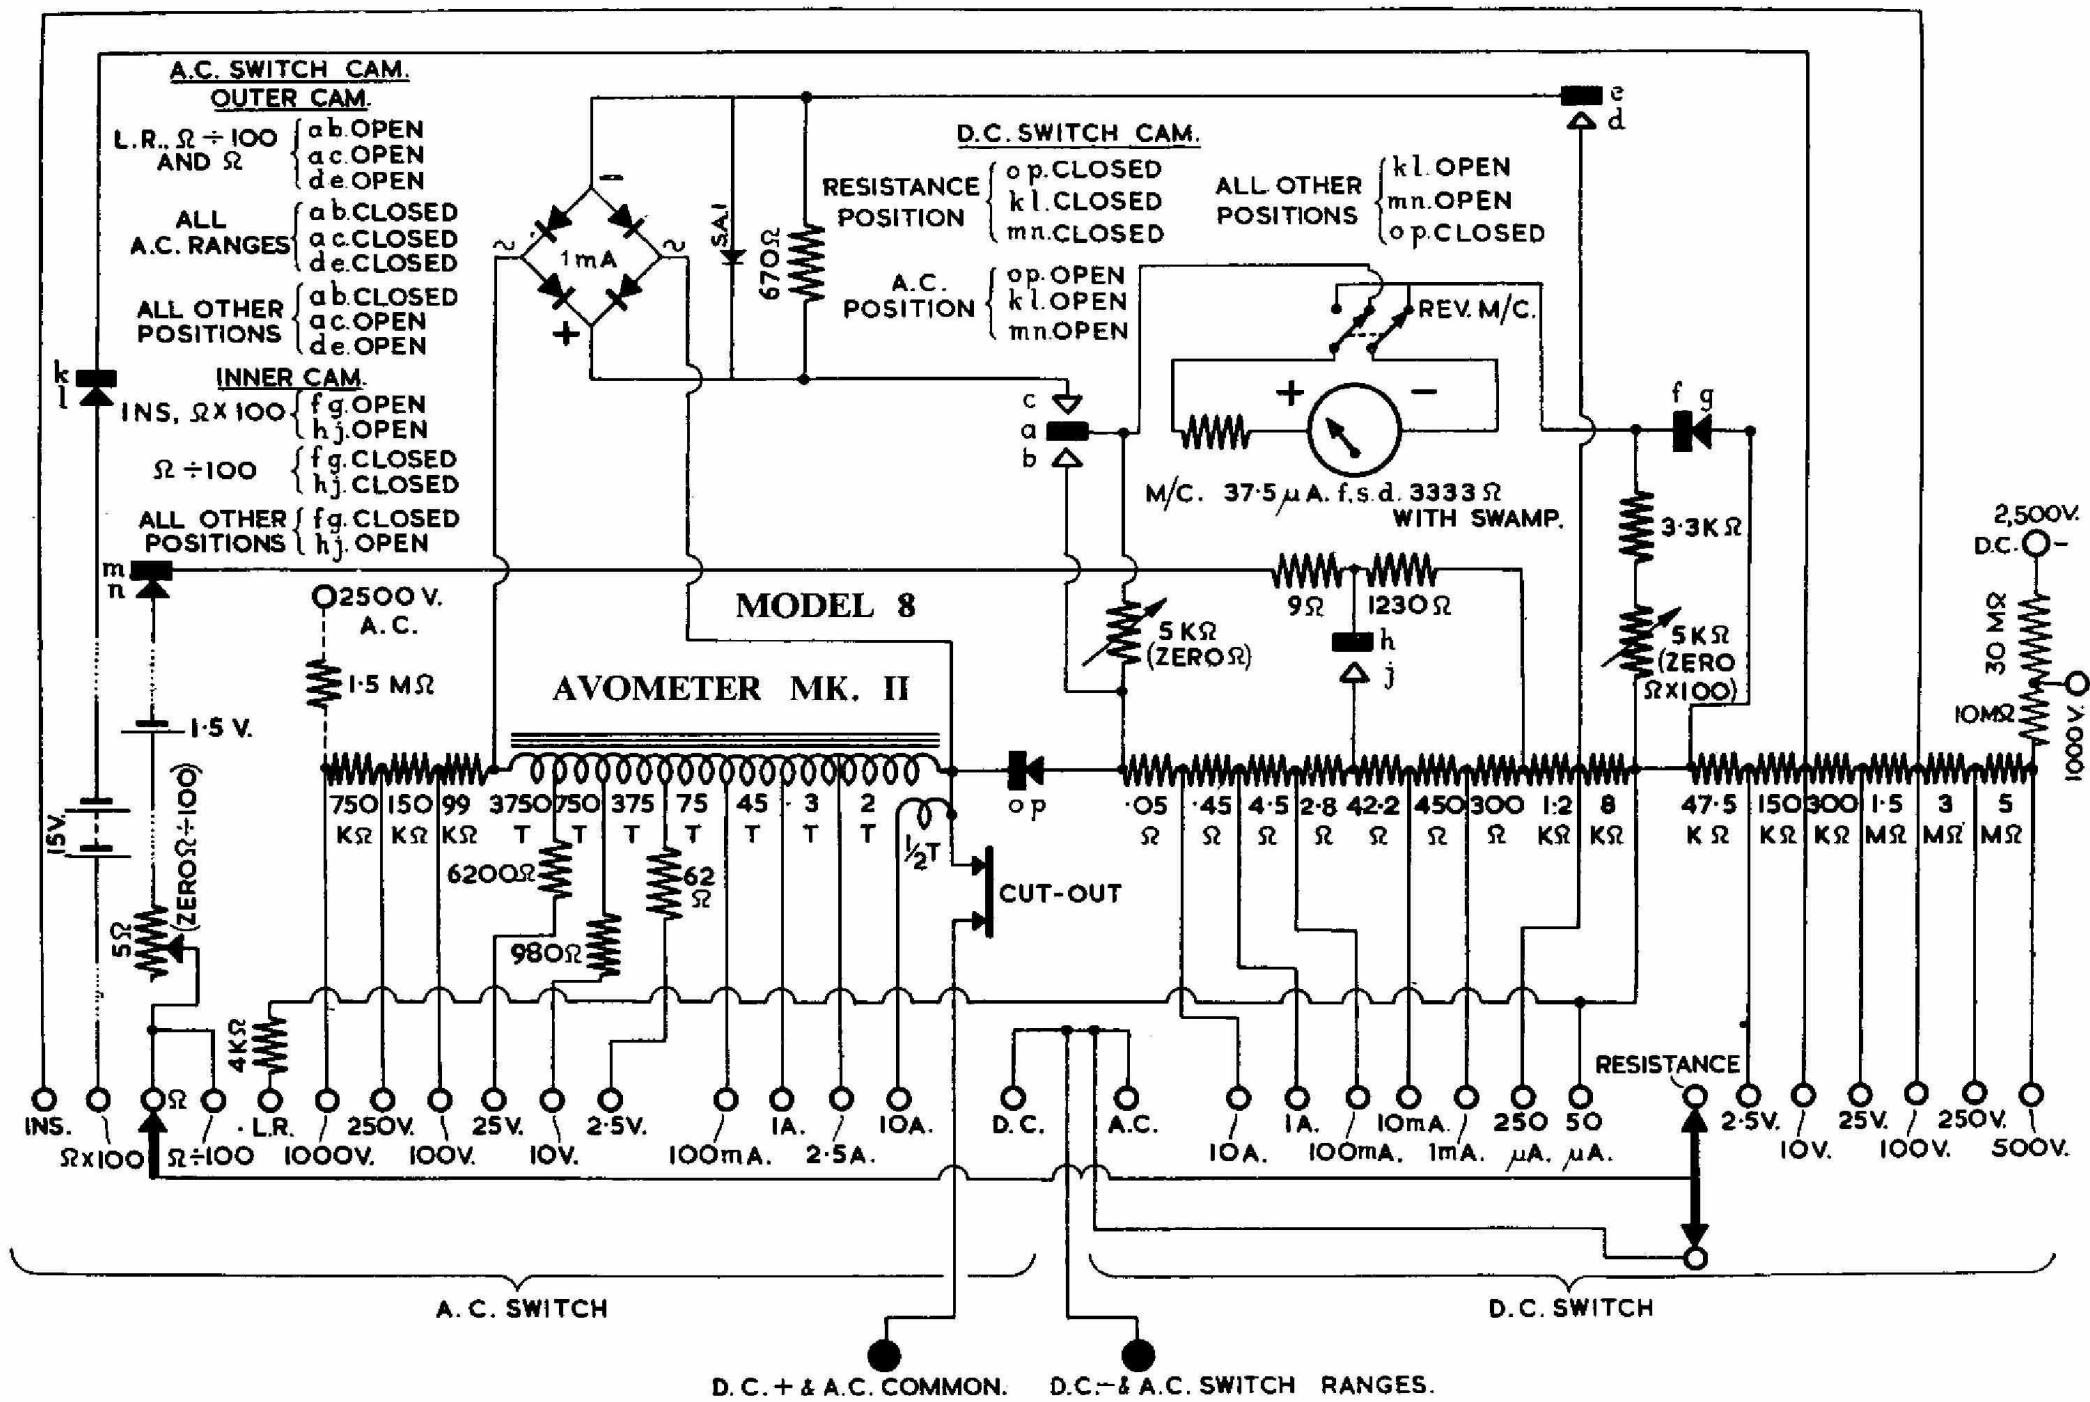 A.C. SWITCH CAM.
OUTER CAM.
L.R., Ω ÷ 100 AND Ω
ab. OPEN
ac. OPEN
de. OPEN
ALL A.C. RANGES
ab. CLOSED
ac. CLOSED
de. CLOSED
ALL OTHER POSITIONS
ab. CLOSED
ac. OPEN
de. OPEN
INNER CAM.
INS, ΩX100
fg. OPEN
hj. OPEN
Ω÷100
fg. CLOSED
hj. CLOSED
ALL OTHER POSITIONS
fg. CLOSED
hj. OPEN
k
l
m
n
−
~
~
1mA
+
S.A.1
670Ω
D.C. SWITCH CAM.
RESISTANCE POSITION
op. CLOSED
kl. CLOSED
mn. CLOSED
A.C. POSITION
op. OPEN
kl. OPEN
mn. OPEN
ALL OTHER POSITIONS
kl. OPEN
mn. OPEN
op. CLOSED
e
d
REV. M/C.
c
a
b
+
−
f g
M/C. 37·5 μA. f.s.d. 3333 Ω
WITH SWAMP.
3·3KΩ
2,500V.
D.C. −
30 MΩ
10MΩ
1000V.
2500 V.
A.C.
1·5 MΩ
MODEL 8
AVOMETER MK. II
9Ω
1230Ω
h
j
5 KΩ
(ZERO Ω)
5KΩ
(ZERO
ΩX100)
1·5 V.
15V.
5Ω
(ZEROΩ÷100)
750 KΩ
150 KΩ
99 KΩ
3750 T
750 T
375 T
75 T
45 T
3 T
2 T
½T
6200Ω
980Ω
62 Ω
op
CUT-OUT
·05 Ω
·45 Ω
4·5 Ω
2·8 Ω
42·2 Ω
450 Ω
300 Ω
1·2 KΩ
8 KΩ
47·5 KΩ
150 KΩ
300 KΩ
1·5 MΩ
3 MΩ
5 MΩ
4KΩ
RESISTANCE
INS.
ΩX100
Ω
Ω÷100
L.R.
1000V.
250V.
100V.
25V.
10V.
2·5V.
100mA.
1A.
2·5A.
10A.
D.C.
A.C.
10A.
1A.
100mA.
10mA.
1mA.
250 μA.
50 μA.
2·5V.
10V.
25V.
100V.
250V.
500V.
A.C. SWITCH
D.C. SWITCH
D.C.+ & A.C. COMMON.
D.C.-& A.C. SWITCH RANGES.